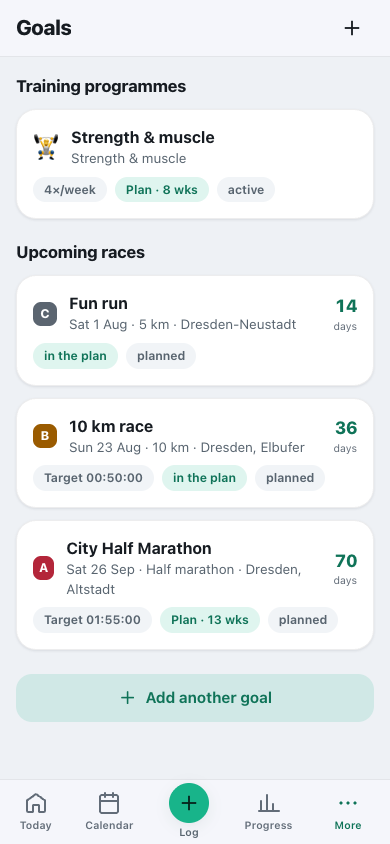 Goals
Training programmes
Strength & muscle
Strength & muscle
4×/week
Plan · 8 wks
active
Upcoming races
C
Fun run
Sat 1 Aug · 5 km · Dresden-Neustadt
14
days
in the plan
planned
B
10 km race
Sun 23 Aug · 10 km · Dresden, Elbufer
36
days
Target 00:50:00
in the plan
planned
A
City Half Marathon
Sat 26 Sep · Half marathon · Dresden,
Altstadt
70
days
Target 01:55:00
Plan · 13 wks
planned
Add another goal
Today
Calendar
Log
Progress
More